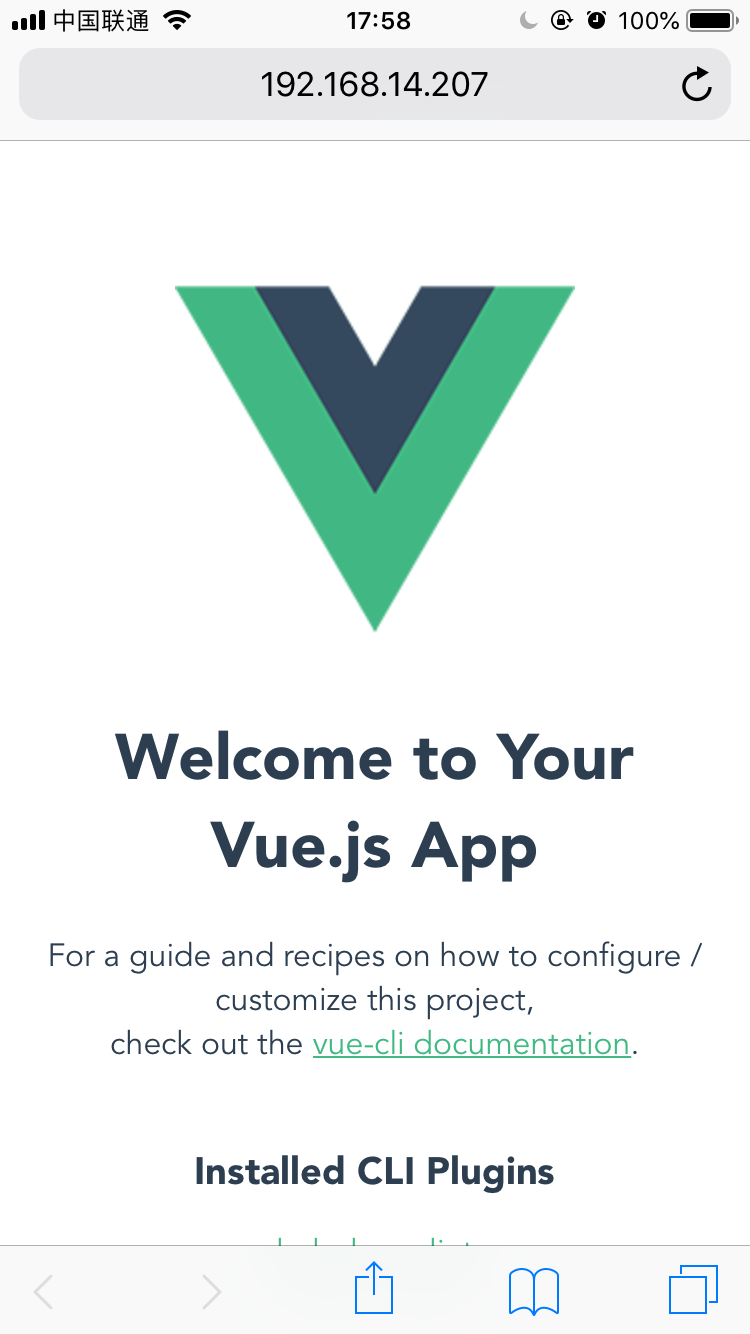 中国联通 17:58 100%
192.168.14.207
Welcome to Your
Vue.js App
For a guide and recipes on how to configure /
customize this project,
check out the vue-cli documentation.
Installed CLI Plugins